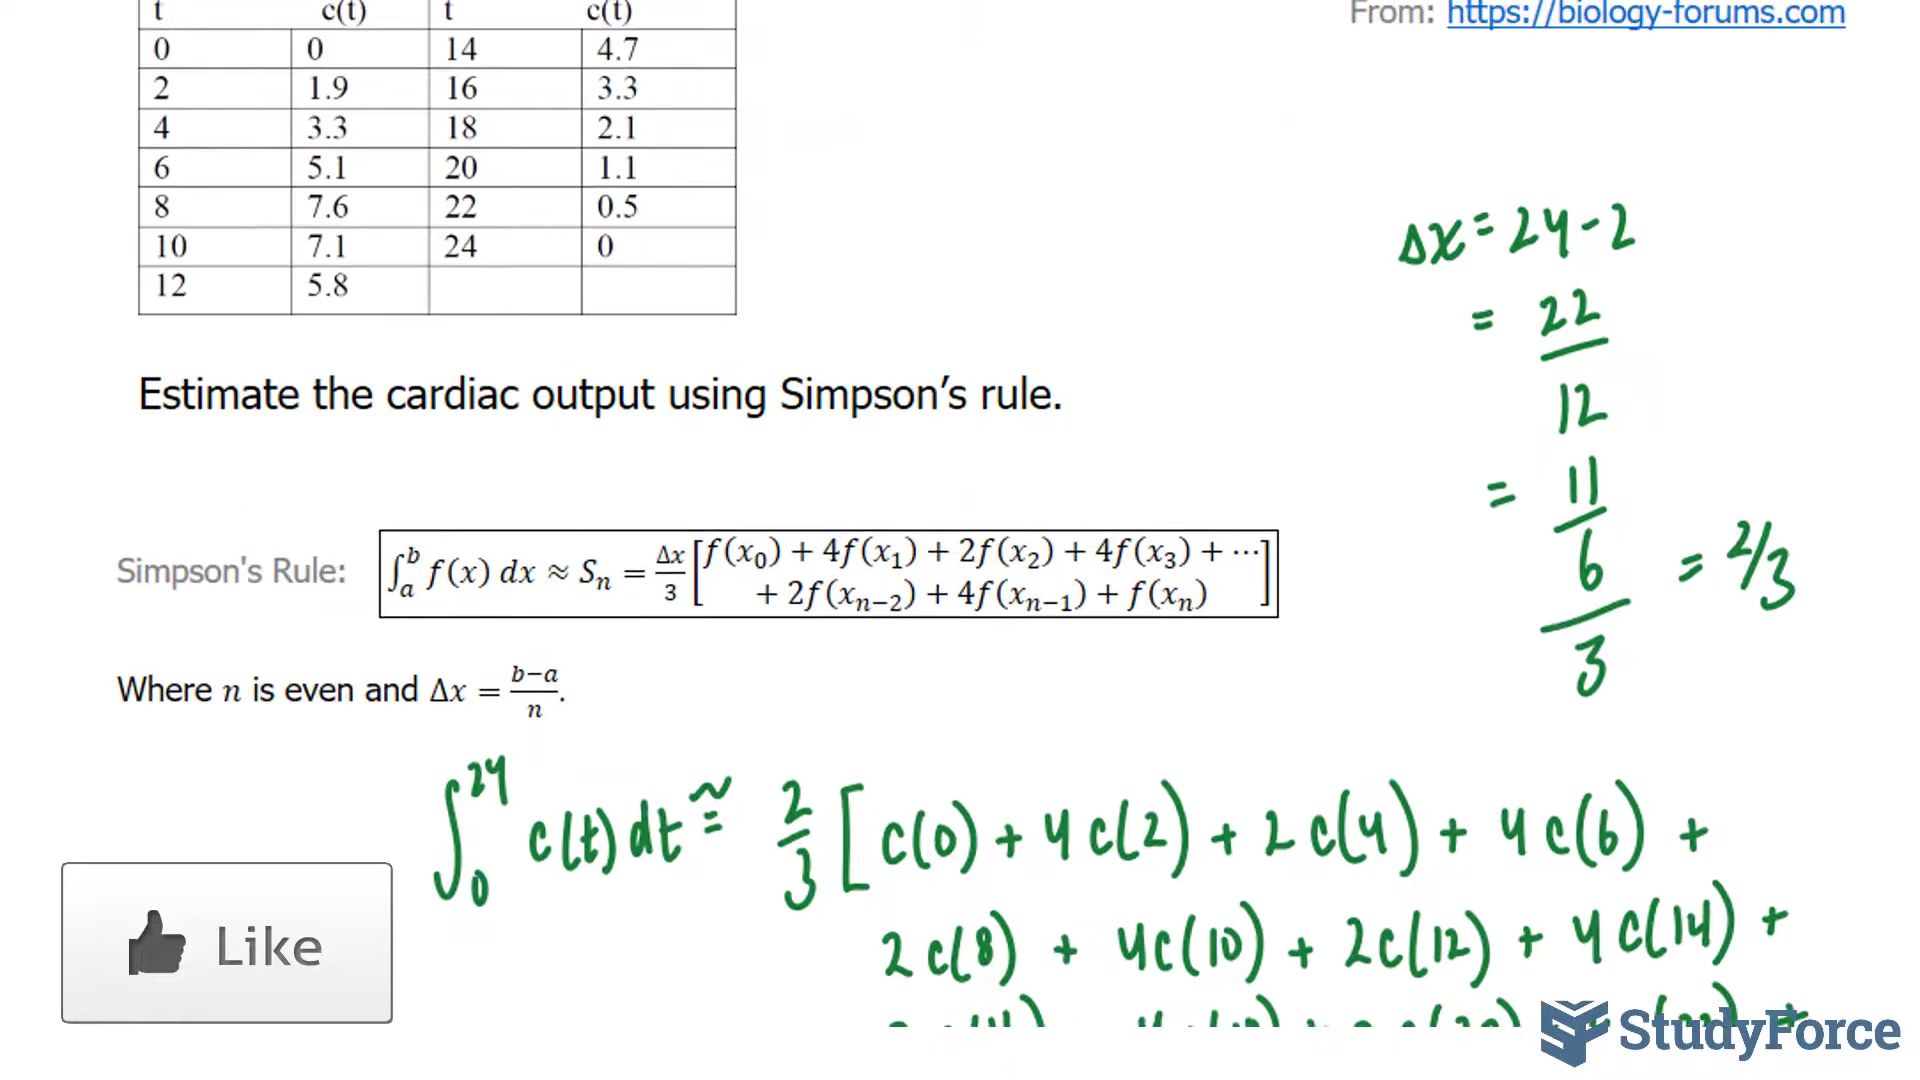 t c(t) t c(t)
From: https://biology-forums.com
0 0 14 4.7
2 1.9 16 3.3
4 3.3 18 2.1
6 5.1 20 1.1
8 7.6 22 0.5
10 7.1 24 0
12 5.8
Δx = 24 - 2
= 22/12
= 11/6/3 = 2/3
Estimate the cardiac output using Simpson's rule.
Simpson's Rule: ∫_a^b f(x) dx ≈ S_n = Δx/3 [f(x_0) + 4f(x_1) + 2f(x_2) + 4f(x_3) + ⋯
+ 2f(x_{n−2}) + 4f(x_{n−1}) + f(x_n)]
Where n is even and Δx = b−a/n.
∫_0^24 c(t) dt ≅ 2/3 [c(0) + 4c(2) + 2c(4) + 4c(6) +
2c(8) + 4c(10) + 2c(12) + 4c(14) +
Like
StudyForce